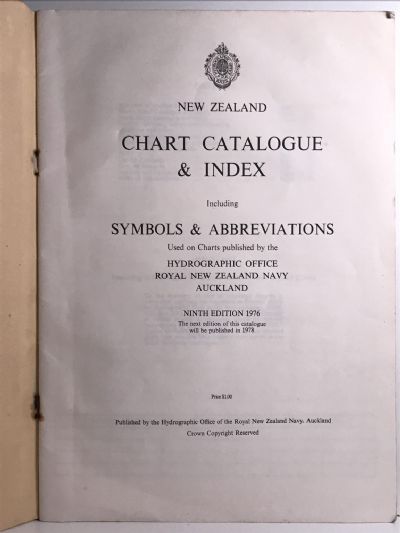 NEW ZEALAND
CHART CATALOGUE
& INDEX
Including
SYMBOLS & ABBREVIATIONS
Used on Charts published by the
HYDROGRAPHIC OFFICE
ROYAL NEW ZEALAND NAVY
AUCKLAND
NINTH EDITION 1976
The next edition of this catalogue
will be published in 1978
Price $1.00
Published by the Hydrographic Office of the Royal New Zealand Navy, Auckland
Crown Copyright Reserved